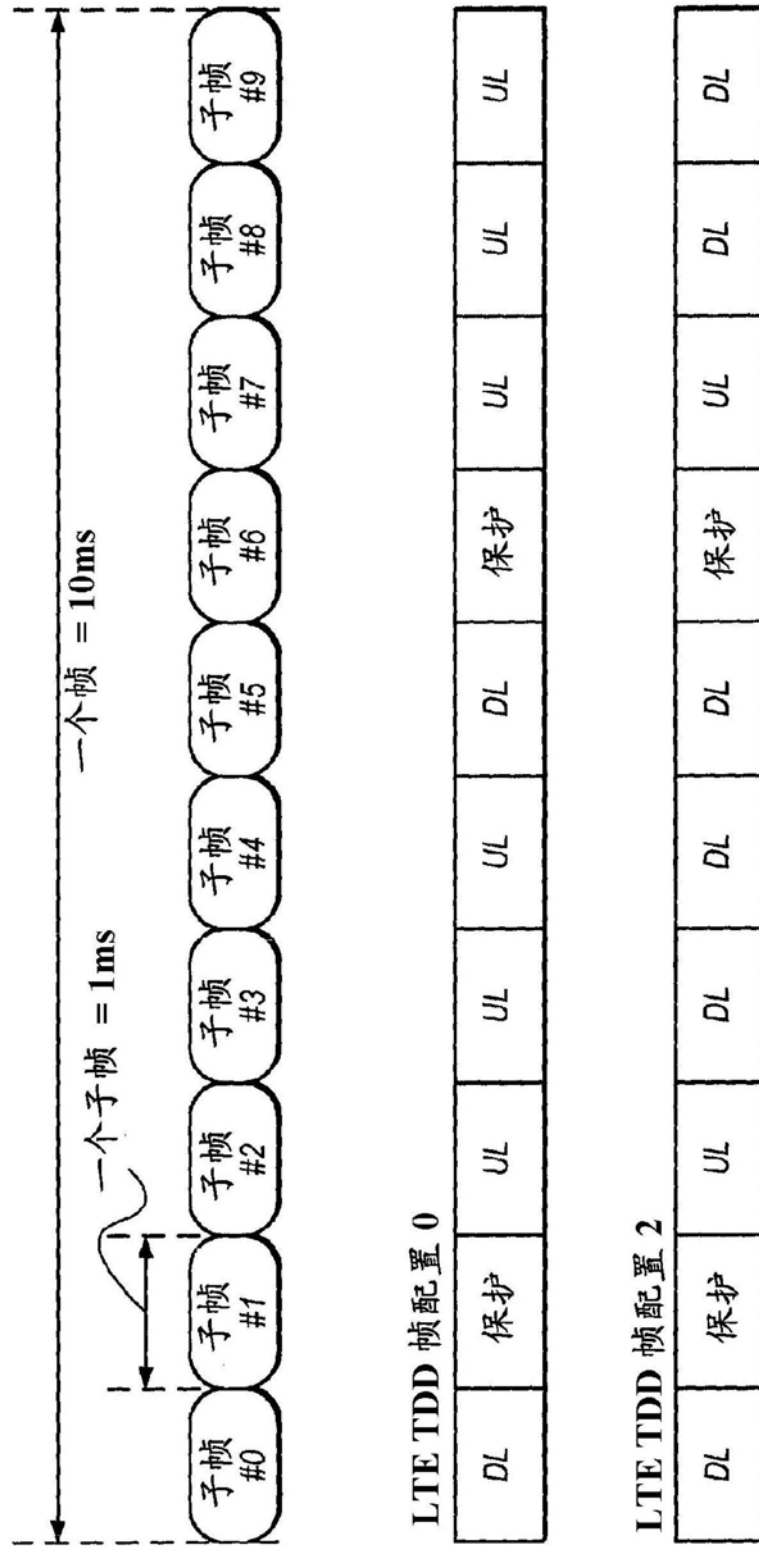 一个帧 = 10ms
一个子帧 = 1ms
子帧 #0
子帧 #1
子帧 #2
子帧 #3
子帧 #4
子帧 #5
子帧 #6
子帧 #7
子帧 #8
子帧 #9
LTE TDD 帧配置 0
DL
保护
UL
UL
UL
DL
保护
UL
UL
UL
LTE TDD 帧配置 2
DL
保护
UL
DL
DL
DL
保护
UL
DL
DL